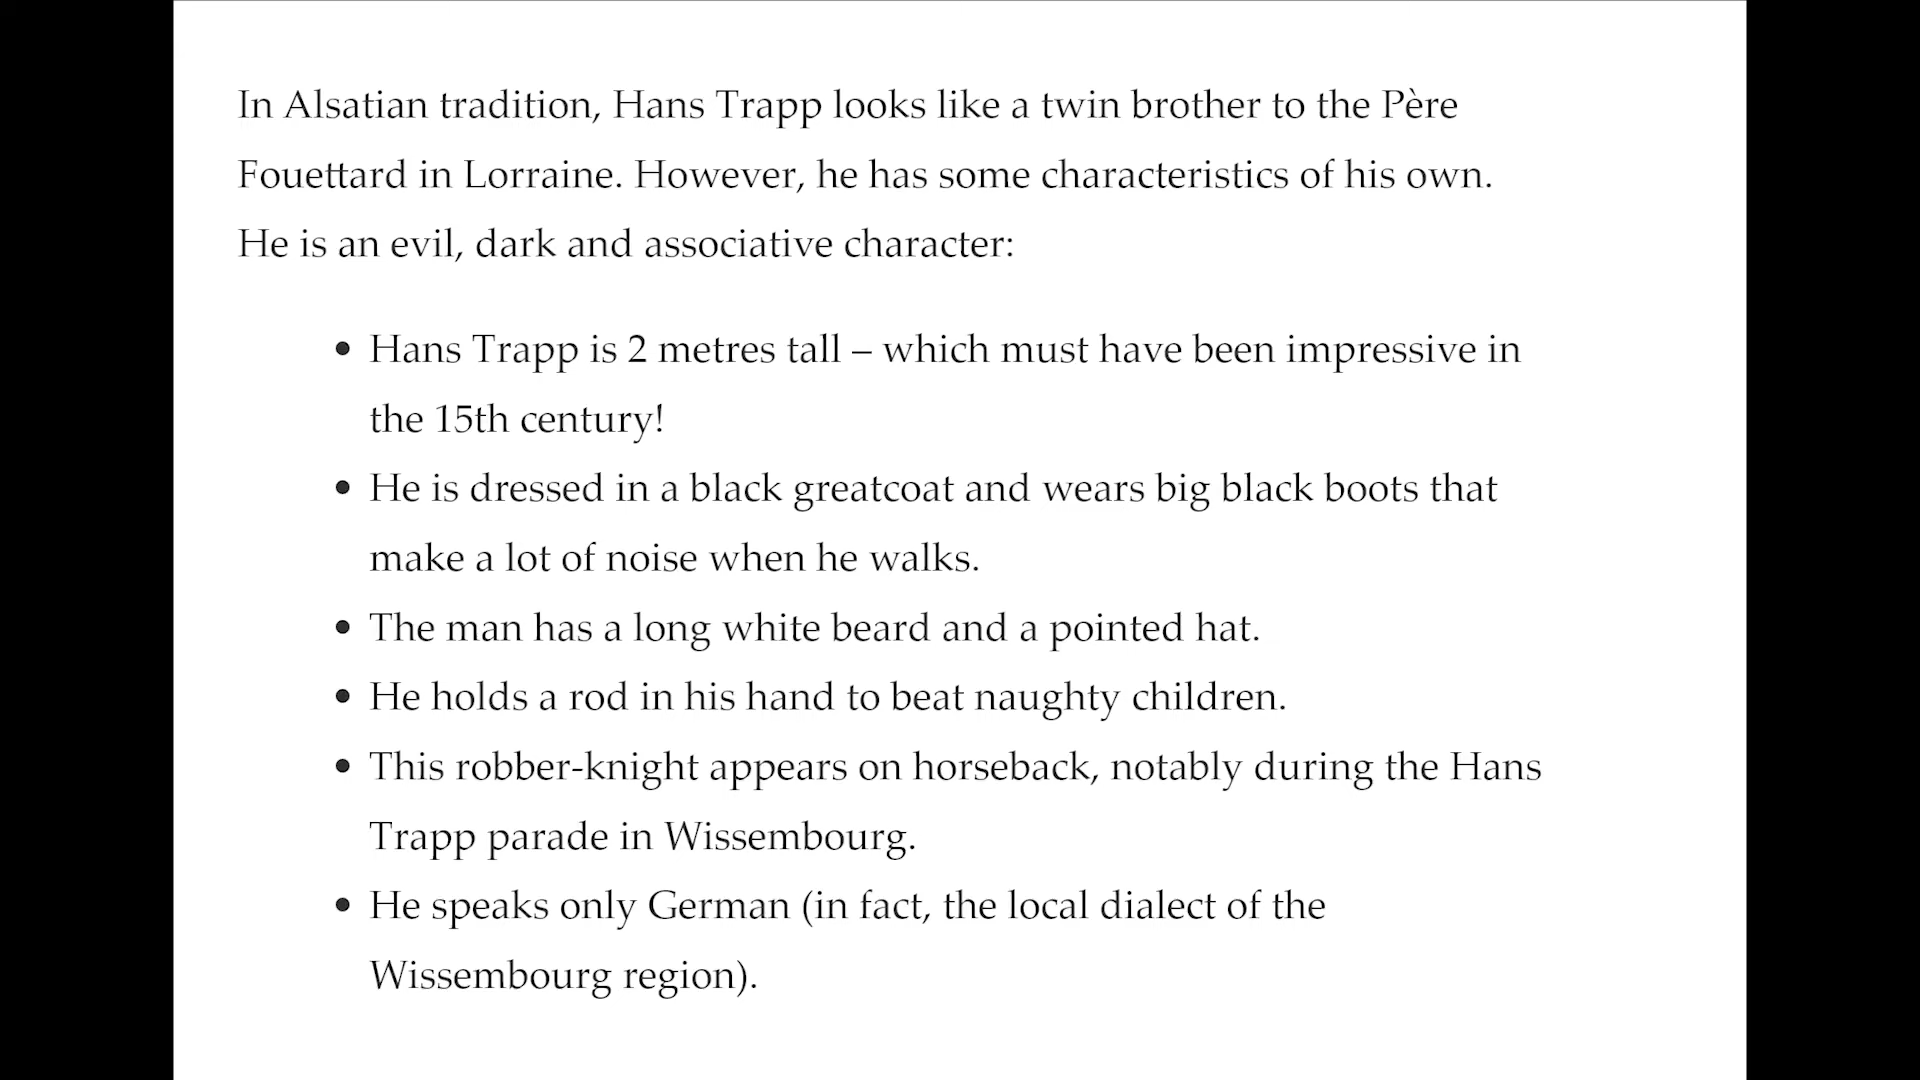 In Alsatian tradition, Hans Trapp looks like a twin brother to the Père
Fouettard in Lorraine. However, he has some characteristics of his own.
He is an evil, dark and associative character:
• Hans Trapp is 2 metres tall – which must have been impressive in
the 15th century!
• He is dressed in a black greatcoat and wears big black boots that
make a lot of noise when he walks.
• The man has a long white beard and a pointed hat.
• He holds a rod in his hand to beat naughty children.
• This robber-knight appears on horseback, notably during the Hans
Trapp parade in Wissembourg.
• He speaks only German (in fact, the local dialect of the
Wissembourg region).